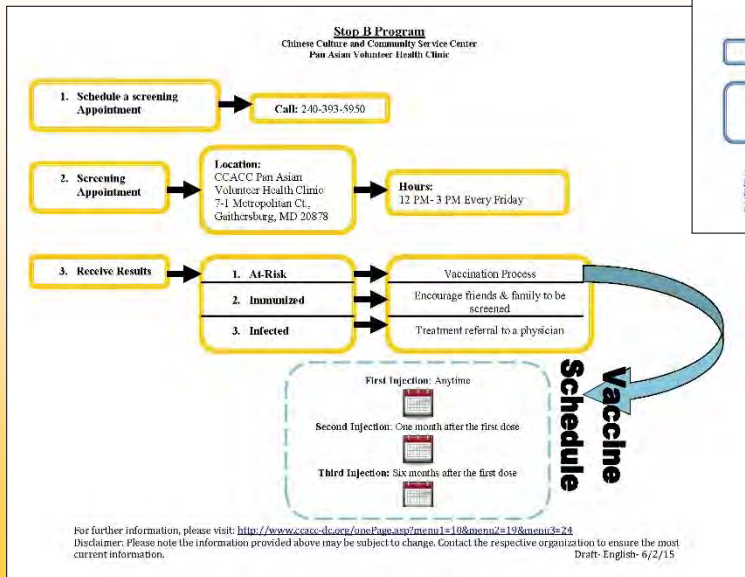 Stop B Program
Chinese Culture and Community Service Center
Pan Asian Volunteer Health Clinic
1. Schedule a screening
Appointment
Call: 240-393-5950
2. Screening
Appointment
Location:
CCACC Pan Asian
Volunteer Health Clinic
7-1 Metropolitan Ct.,
Gaithersburg, MD 20878
Hours:
12 PM- 3 PM Every Friday
3. Receive Results
1. At-Risk
Vaccination Process
2. Immunized
Encourage friends & family to be
screened
3. Infected
Treatment referral to a physician
Vaccine
Schedule
First Injection: Anytime
Second Injection: One month after the first dose
Third Injection: Six months after the first dose
For further information, please visit: http://www.ccacc-dc.org/onePage.asp?menu1=10&menu2=19&menu3=24
Disclaimer: Please note the information provided above may be subject to change. Contact the respective organization to ensure the most
current information.
Draft- English- 6/2/15